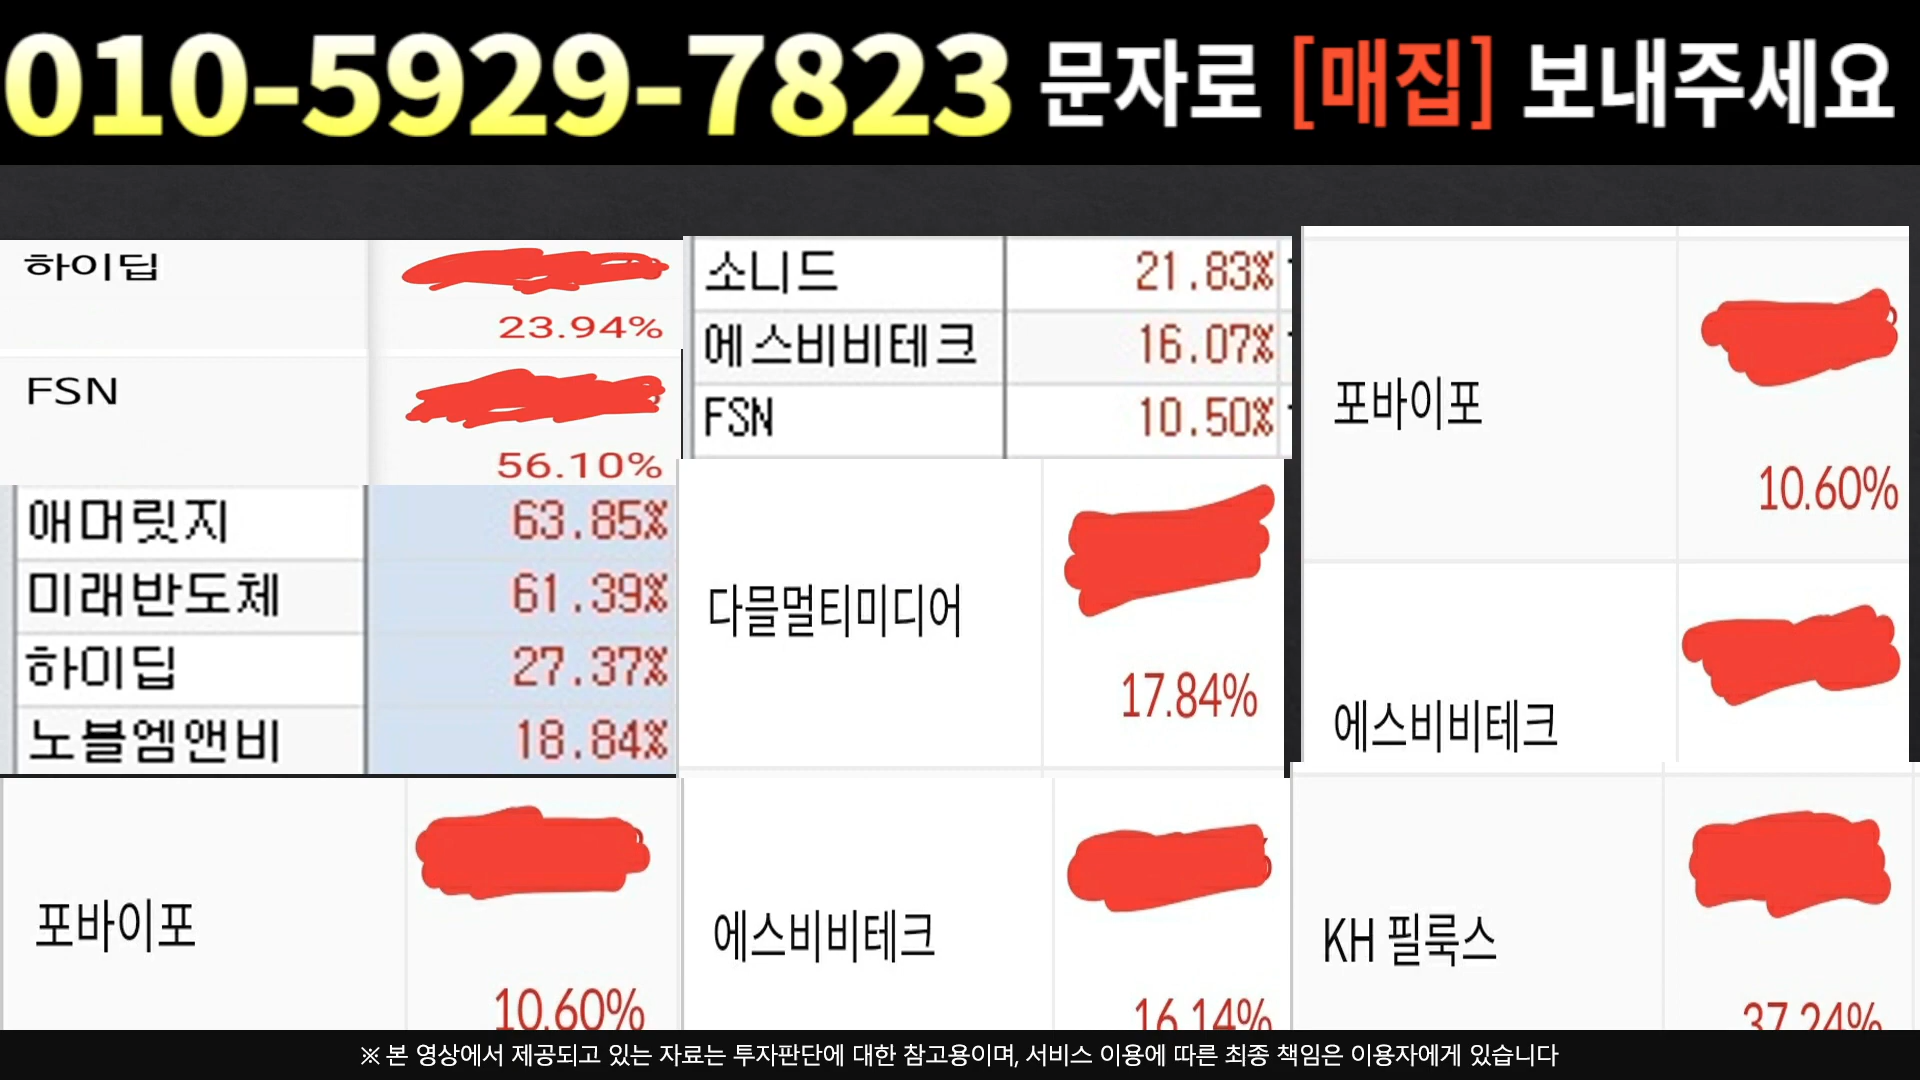 010-5929-7823 문자로 [매집] 보내주세요
하이딥
23.94%
FSN
56.10%
애머릿지 63.85%
미래반도체 61.39%
하이딥 27.37%
노블엠앤비 18.84%
소니드 21.83%
에스비비테크 16.07%
FSN 10.50%
다믈멀티미디어
17.84%
포바이포
10.60%
에스비비테크
포바이포
10.60%
에스비비테크
16.14%
KH 필룩스
37.24%
※ 본 영상에서 제공되고 있는 자료는 투자판단에 대한 참고용이며, 서비스 이용에 따른 최종 책임은 이용자에게 있습니다